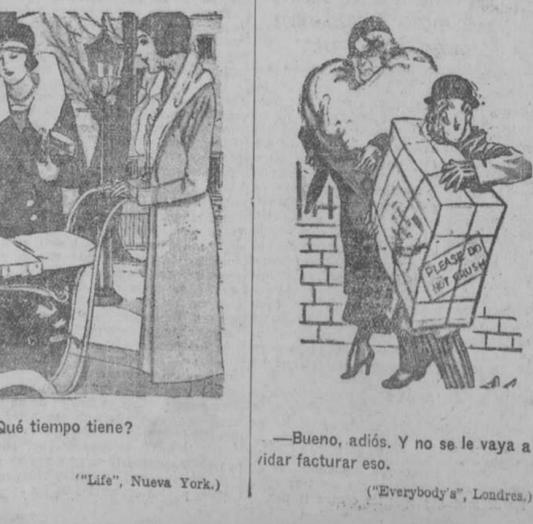 Qué tiempo tiene?
("Life", Nueva York.)
PLEASE DO
NOT CRUSH
—Bueno, adiós. Y no se le vaya a
vidar facturar eso.
("Everybody's", Londres.)